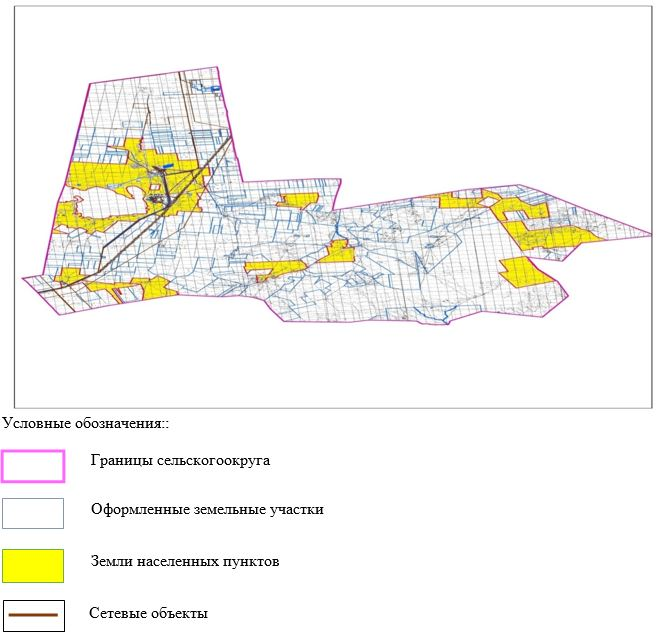 Условные обозначения::
Границы сельскогоокруга
Оформленные земельные участки
Земли населенных пунктов
Сетевые объекты